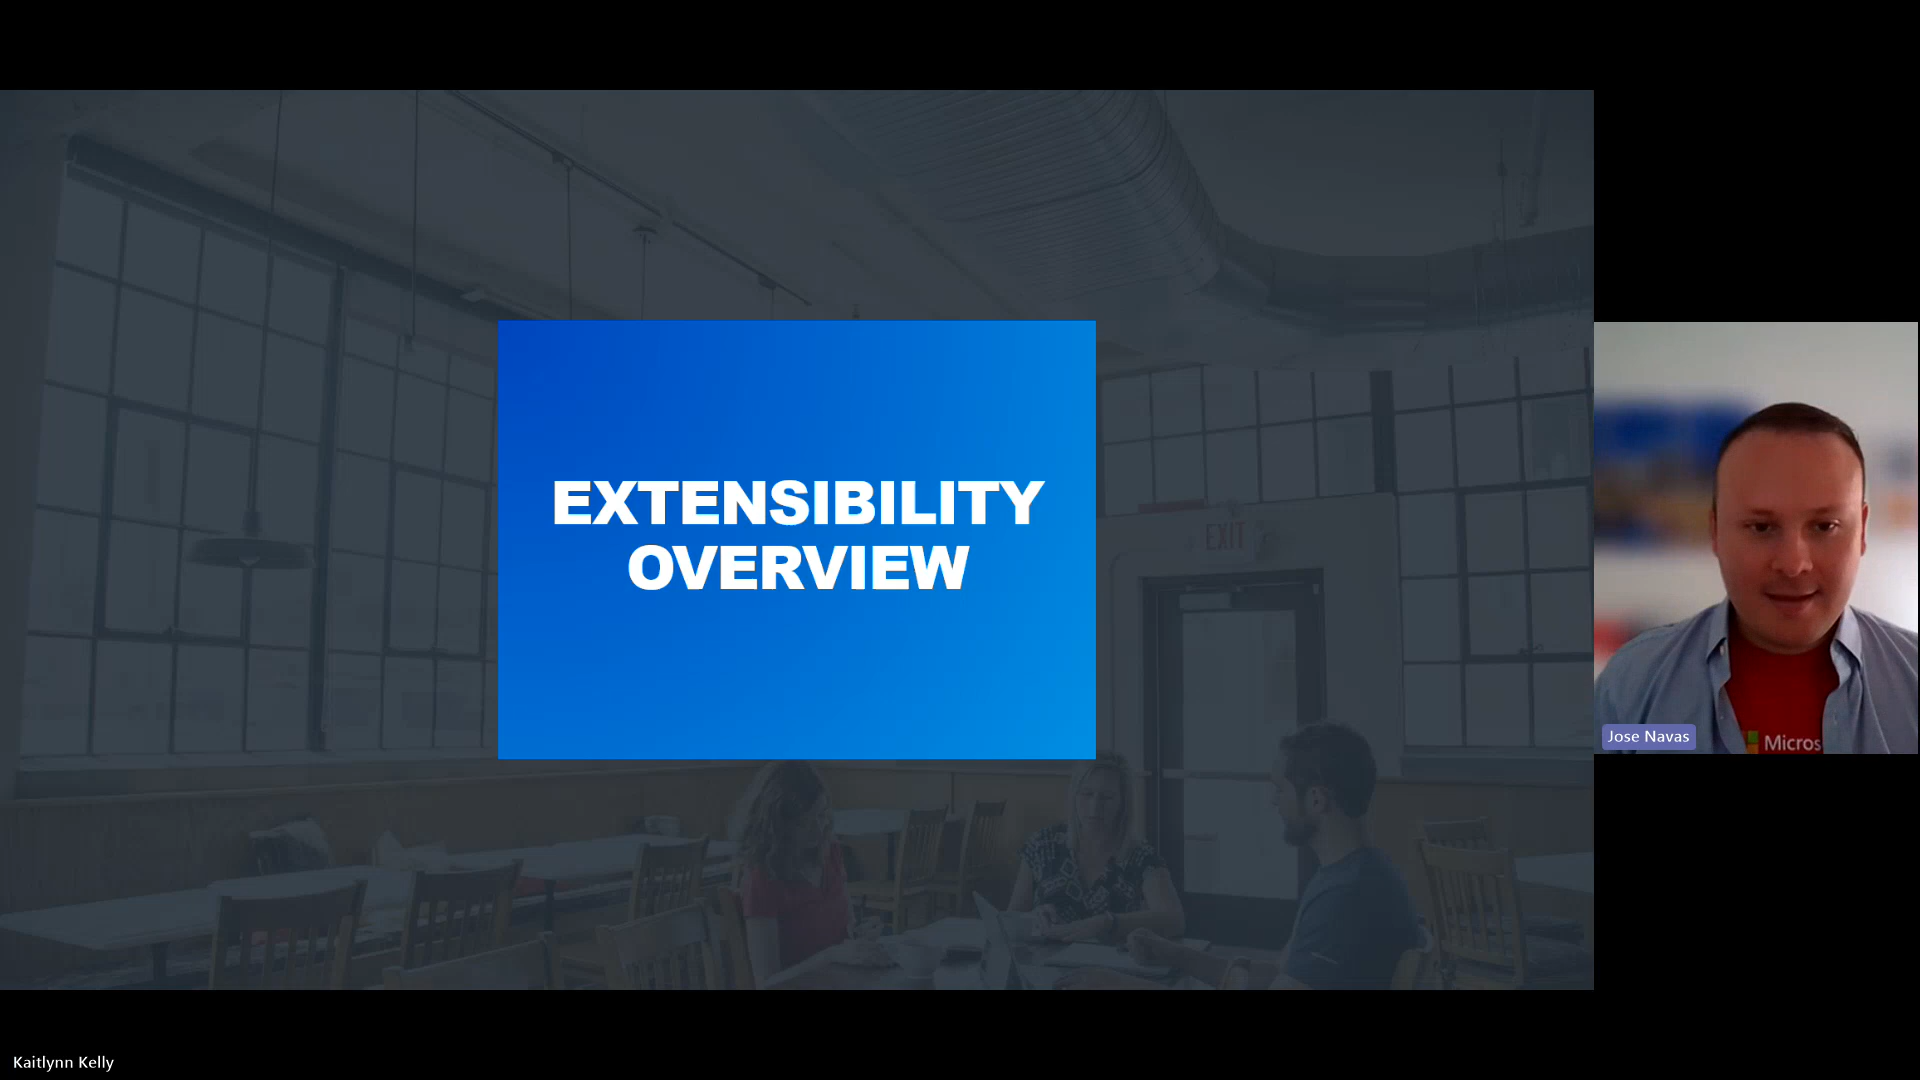 EXTENSIBILITY
OVERVIEW
EXIT
Jose Navas
Micros
Kaitlynn Kelly